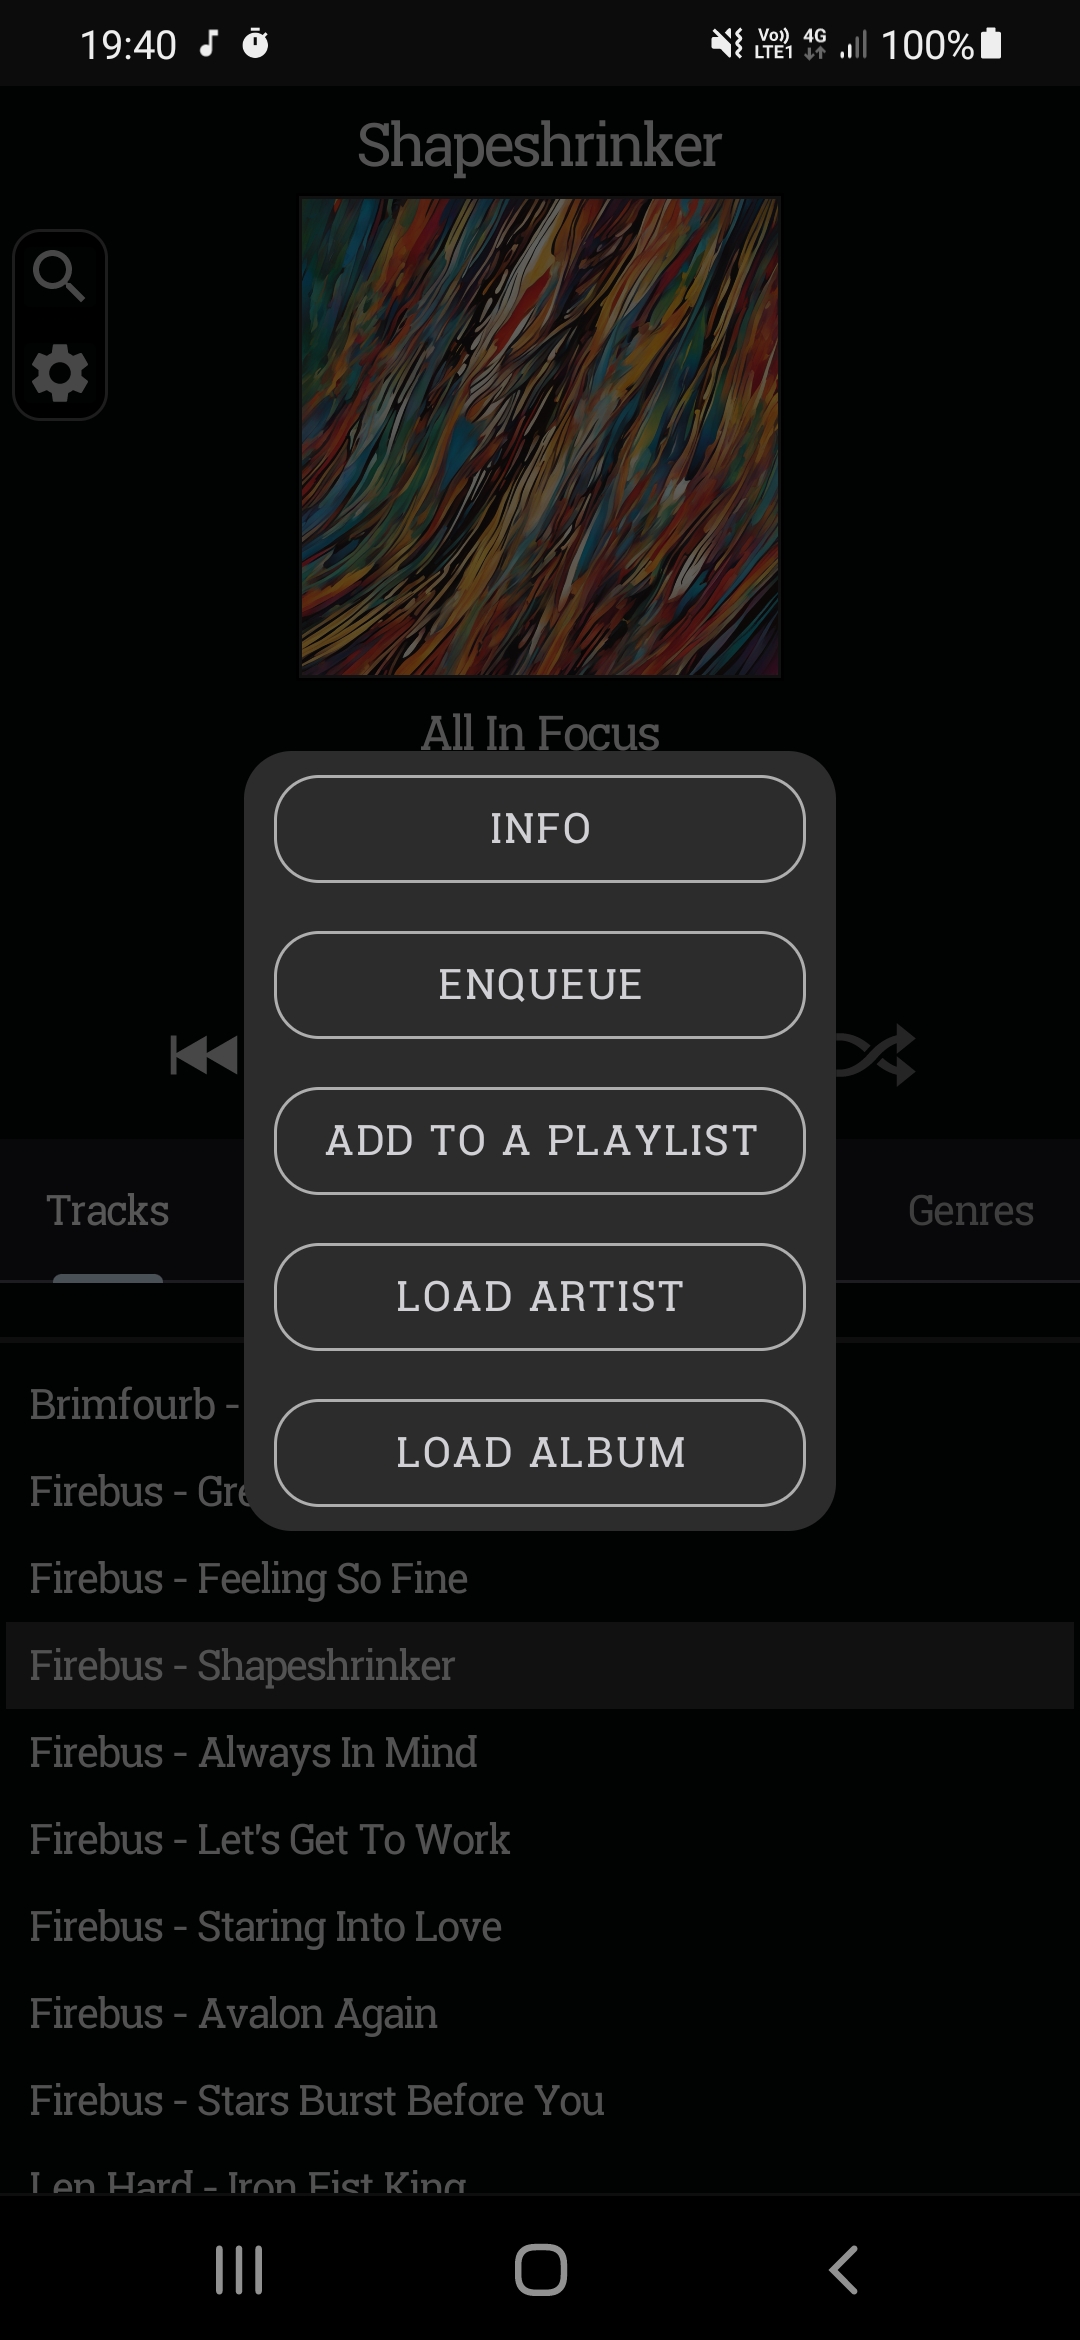 19:40 Vo)) LTE1 4G 100%
Shapeshrinker
All In Focus
INFO
ENQUEUE
ADD TO A PLAYLIST
LOAD ARTIST
LOAD ALBUM
Tracks Genres
Brimfourb -
Firebus - Gre
Firebus - Feeling So Fine
Firebus - Shapeshrinker
Firebus - Always In Mind
Firebus - Let's Get To Work
Firebus - Staring Into Love
Firebus - Avalon Again
Firebus - Stars Burst Before You
Len Hard - Iron Fist King